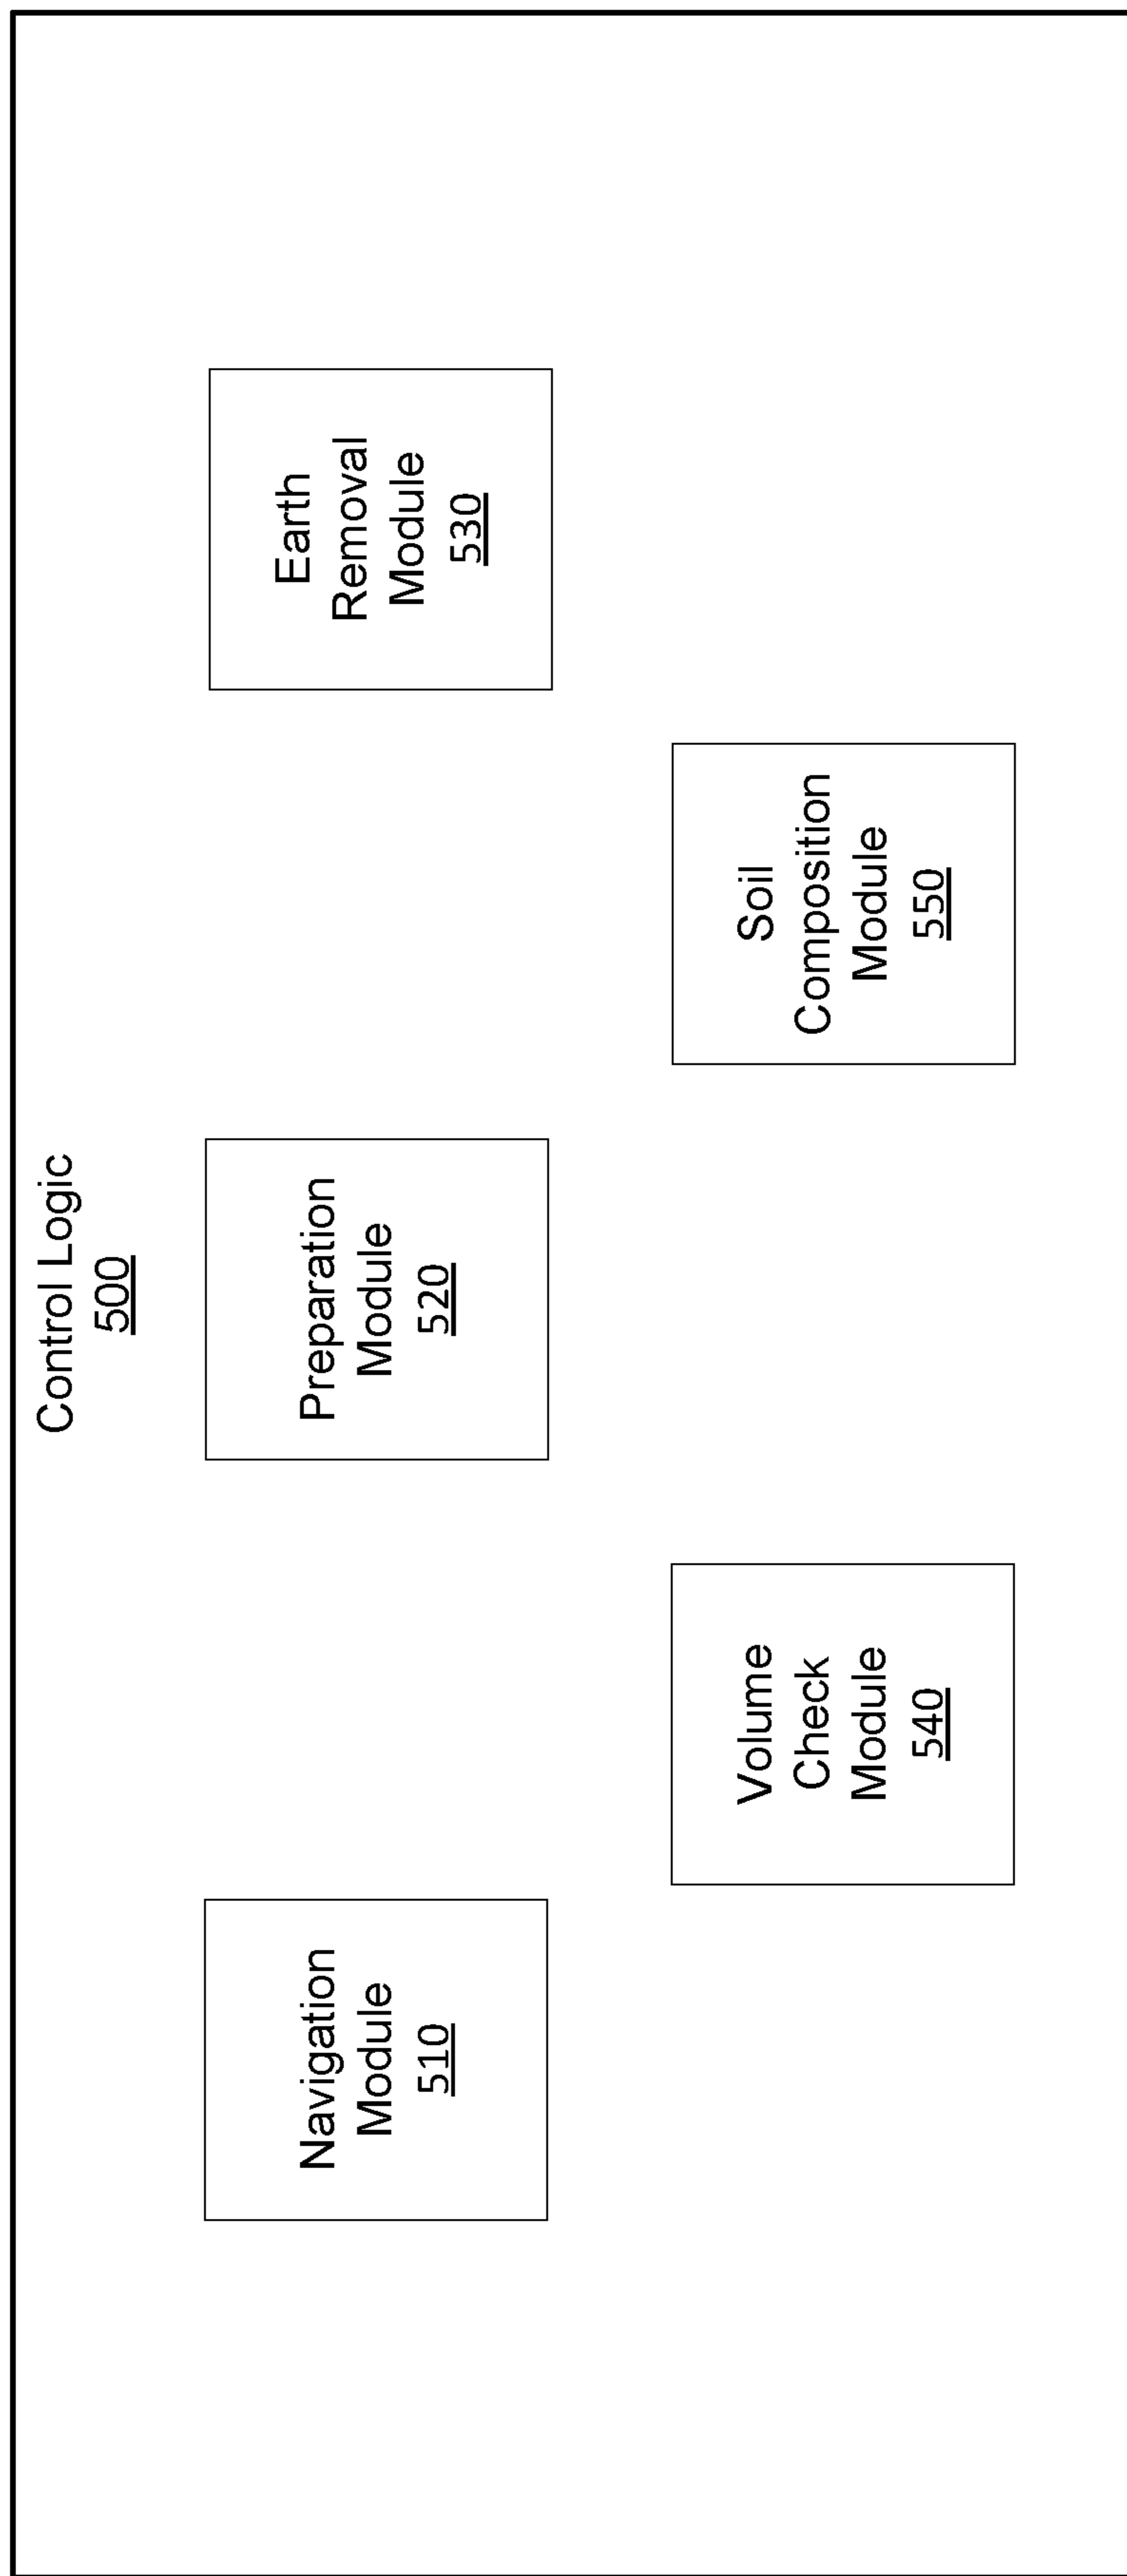 Control Logic
500
Navigation
Module
510
Preparation
Module
520
Earth
Removal
Module
530
Volume
Check
Module
540
Soil
Composition
Module
550